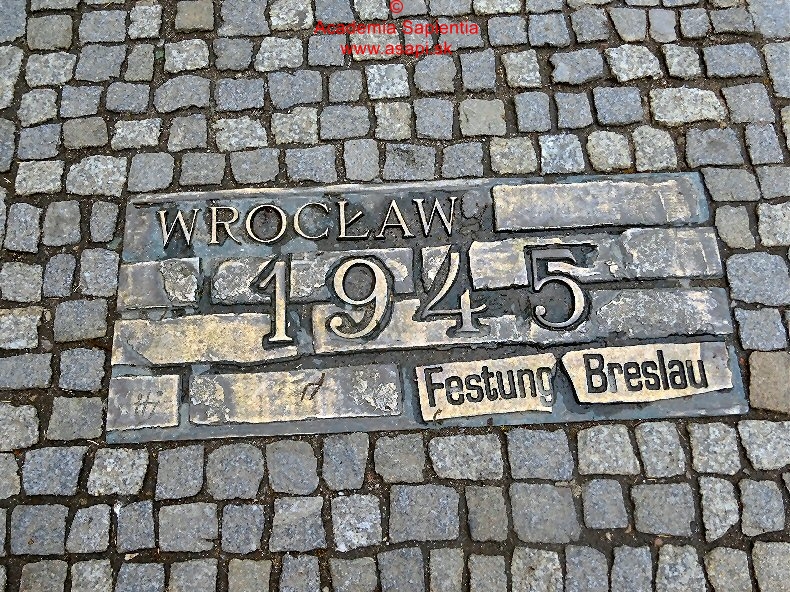 ©
Academia Sapientia
www.asapi.sk
WROCŁAW
1945
Festung Breslau